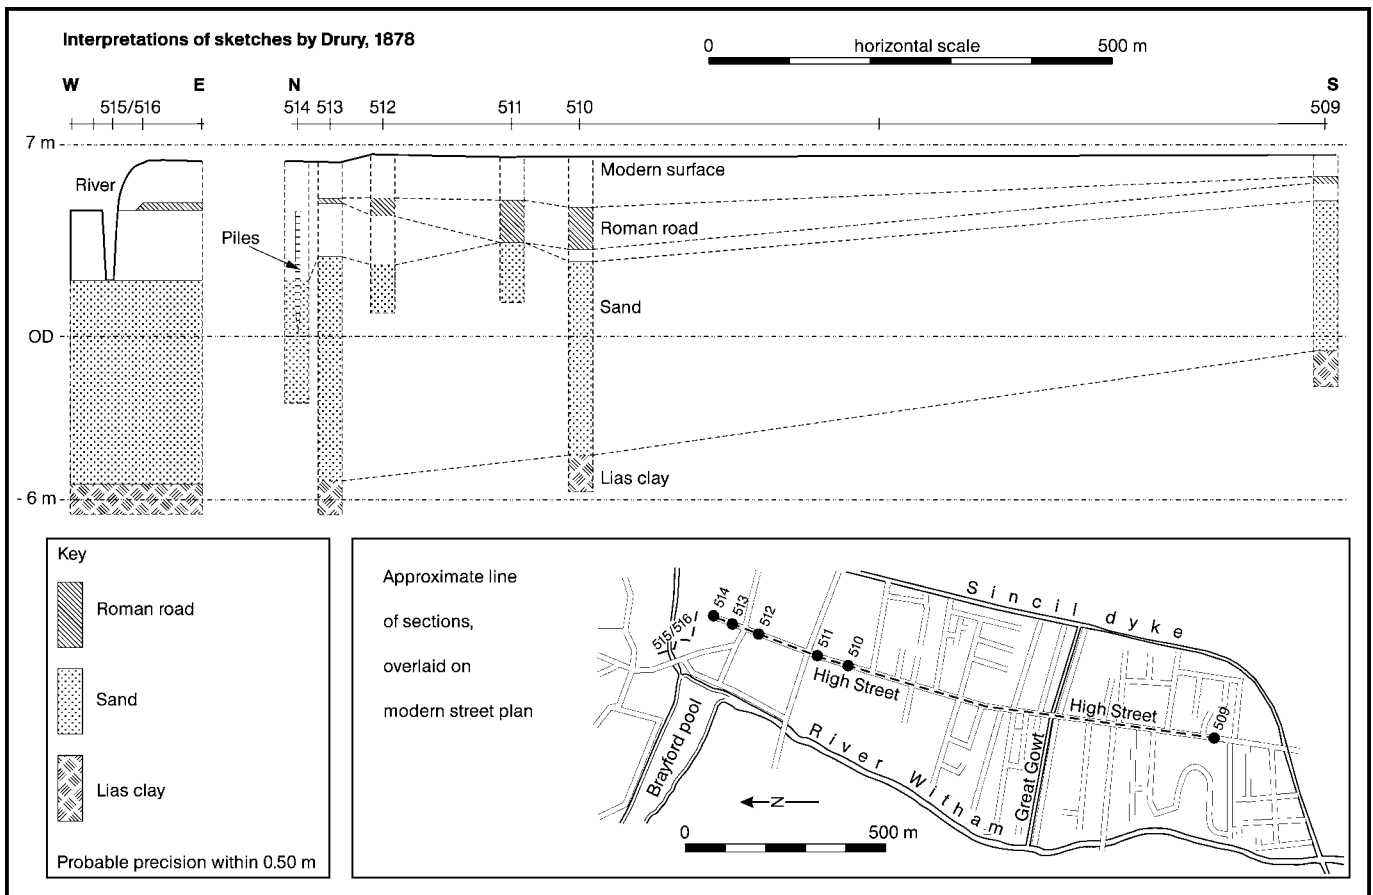 Interpretations of sketches by Drury, 1878
0 horizontal scale 500 m
W E N S
515/516 514 513 512 511 510 509
7 m
Modern surface
River
Roman road
Piles
Sand
OD
Lias clay
- 6 m
Key
Roman road
Sand
Lias clay
Probable precision within 0.50 m
Approximate line
of sections,
overlaid on
modern street plan
514
513
512
515/516
511
510
509
Sincil dyke
High Street
High Street
River Witham
Great Gowt
Brayford pool
N
0 500 m